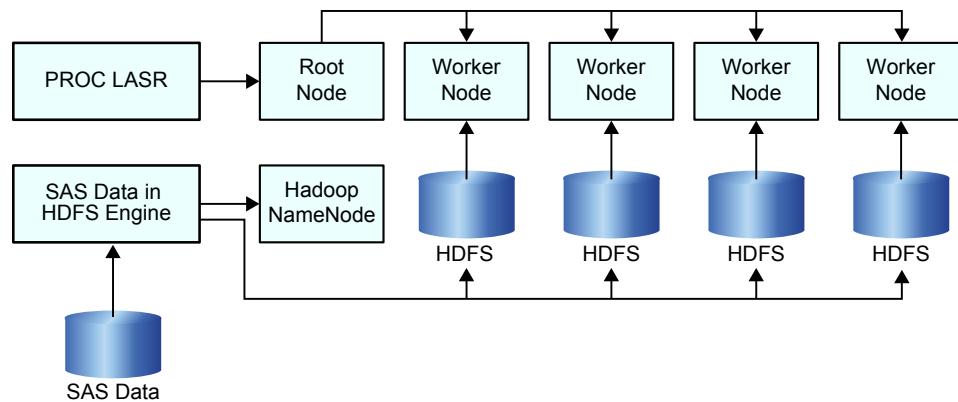 PROC LASR
Root
Node
Worker
Node
Worker
Node
Worker
Node
Worker
Node
SAS Data in
HDFS Engine
Hadoop
NameNode
HDFS
HDFS
HDFS
HDFS
SAS Data